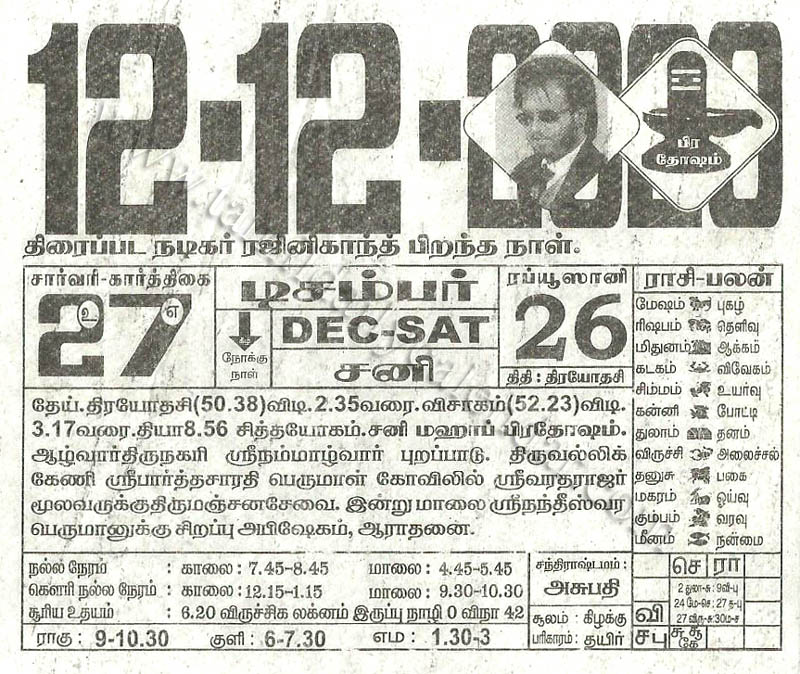 12-12-2020
பிர
தோஷம்
திரைப்பட நடிகர் ரஜினிகாந்த் பிறந்த நாள்.
சார்வரி-கார்த்திகை
27
உ எ
டிசம்பர்
கீழ்
நோக்கு
நாள்
DEC-SAT
சனி
ரப்யூஸானி
26
திதி : திரயோதசி
ராசி-பலன்
மேஷம் புகழ்
ரிஷபம் தெளிவு
மிதுனம் ஆக்கம்
கடகம் விவேகம்
சிம்மம் உயர்வு
கன்னி போட்டி
துலாம் தனம்
விருச்சி அலைச்சல்
தனுசு பகை
மகரம் ஓய்வு
கும்பம் வரவு
மீனம் நன்மை
தேய். திரயோதசி(50.38)விடி.2.35வரை.விசாகம்(52.23)விடி.
3.17வரை.தியா8.56 சித்தயோகம்.சனி மஹாப் பிரதோஷம்.
ஆழ்வார்திருநகரி ஸ்ரீநம்மாழ்வார் புறப்பாடு. திருவல்லிக்
கேணி ஸ்ரீபார்த்தசாரதி பெருமாள் கோவிலில் ஸ்ரீவரதராஜர்
மூலவருக்குதிருமஞ்சனசேவை. இன்று மாலை ஸ்ரீநந்தீஸ்வர
பெருமானுக்கு சிறப்பு அபிஷேகம், ஆராதனை.
நல்ல நேரம் : காலை : 7.45-8.45 மாலை : 4.45-5.45
கௌரி நல்ல நேரம் : காலை : 12.15-1.15 மாலை : 9.30-10.30
சூரிய உதயம் : 6.20 விருச்சிக லக்னம் இருப்பு நாழி 0 விநா 42
ராகு : 9-10.30 குளி : 6-7.30 எம : 1.30-3
சந்திராஷ்டமம் :
அசுபதி
சூலம் : கிழக்கு
பரிகாரம் : தயிர்
செ ரா
2 துலா-சு : 9வி-பு
24 மே-செ : 27 த-பு
27 விரு-சு : 30ம-ச
வி
சபு
சூ சு
கே